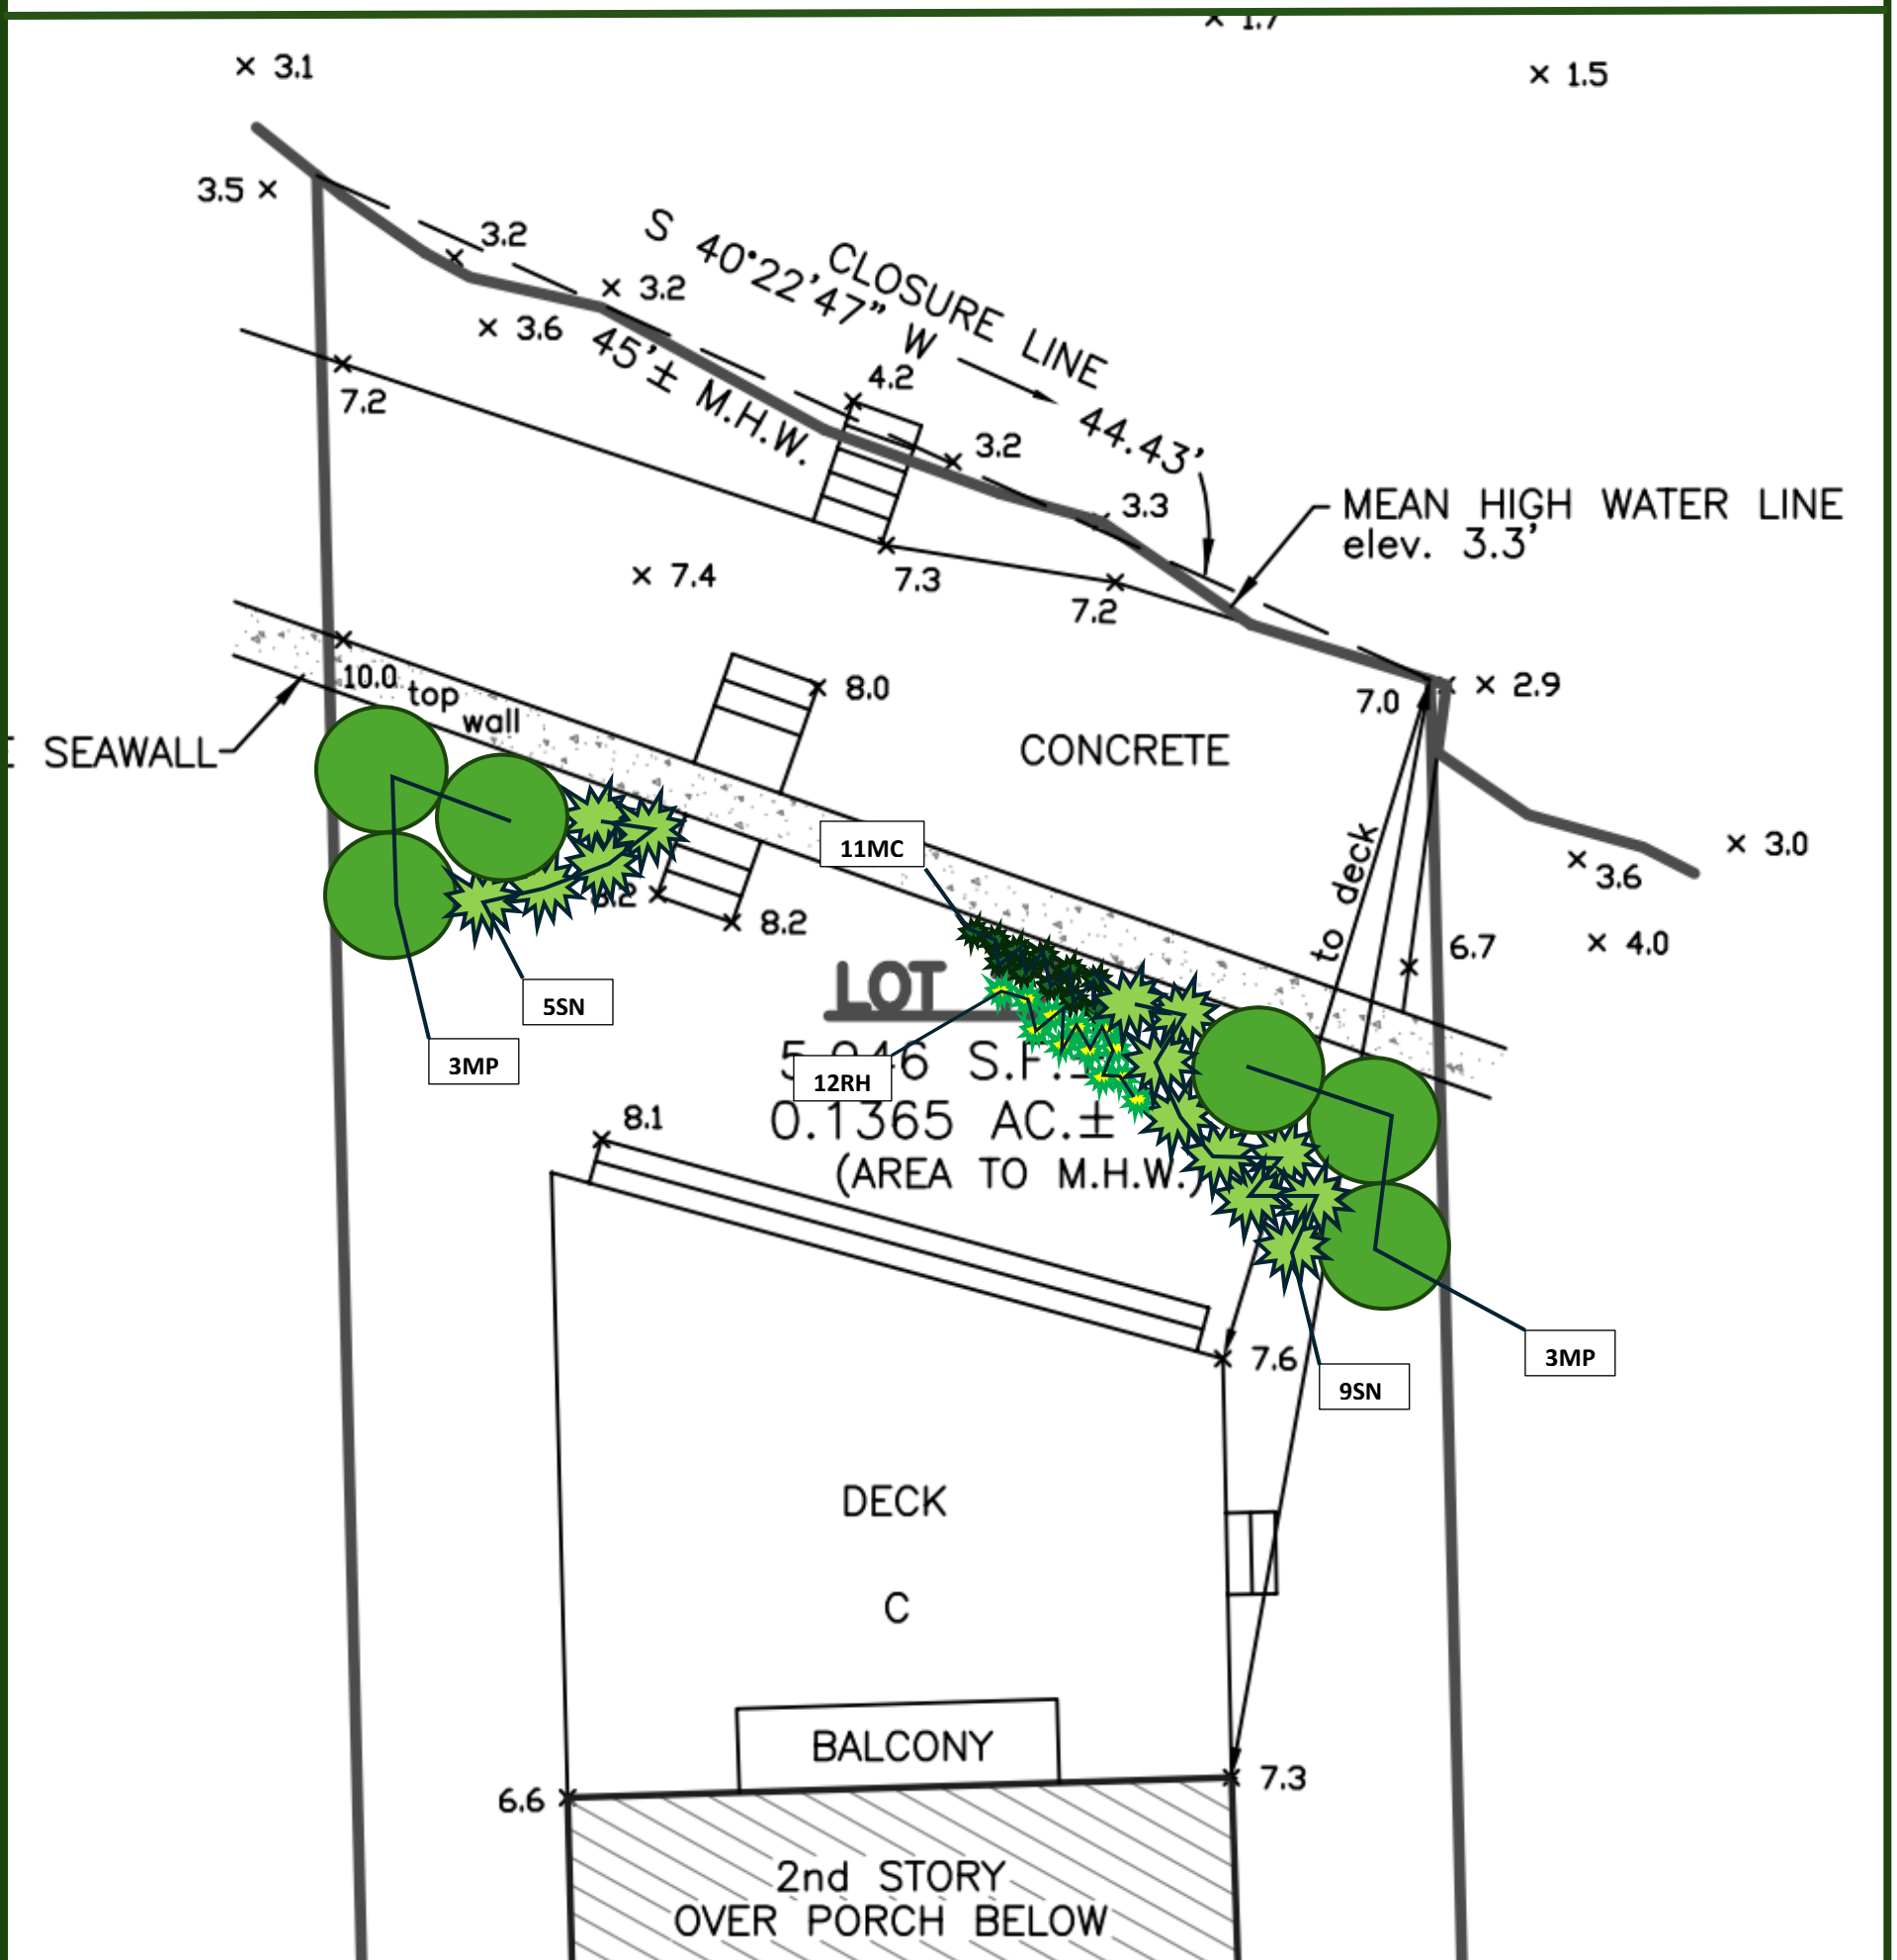 1.7
× 3.1
× 1.5
3.5 ×
3.2
× 3.2
× 3.6
S 40°22'47" W
CLOSURE LINE
44.43'
45'± M.H.W.
7.2
4.2
3.2
3.3
MEAN HIGH WATER LINE
elev. 3.3'
× 7.4
7.3
7.2
10.0 top
wall
8.0
7.0
× 2.9
SEAWALL
CONCRETE
11MC
to deck
× 3.0
3.6
8.2
6.7
× 4.0
LOT
5SN
3MP
S.F.±
12RH
0.1365 AC.±
(AREA TO M.H.W.)
8.1
7.6
3MP
9SN
DECK
C
BALCONY
6.6
7.3
2nd STORY
OVER PORCH BELOW